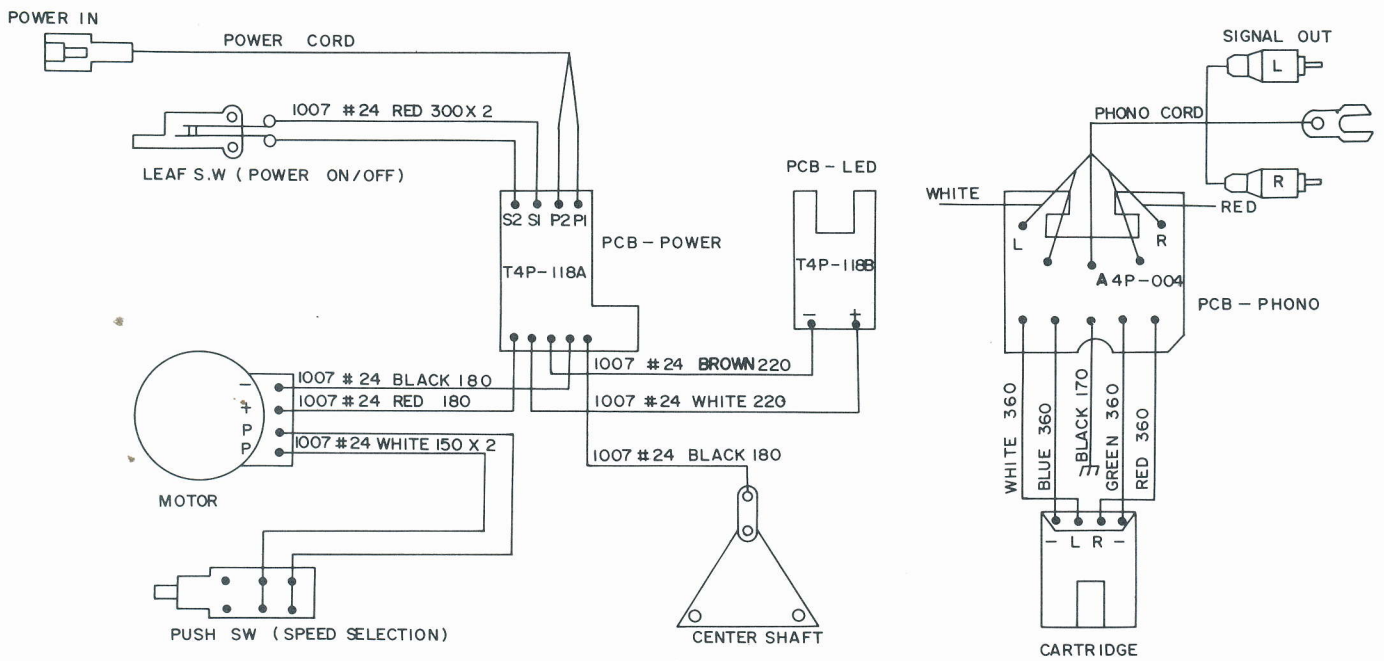 POWER IN
POWER CORD
SIGNAL OUT
L
1007 #24 RED 300 X 2
PHONO CORD
LEAF S.W ( POWER ON/OFF)
PCB - LED
R
WHITE
RED
S2 S1 P2 P1
PCB - POWER
L
R
T4P-118A
T4P-118B
A4P-004
PCB - PHONO
- +
1007 #24 BROWN 220
- 1007 #24 BLACK 180
+ 1007 #24 RED 180
1007 #24 WHITE 220
P
P 1007 #24 WHITE 150 X 2
1007 #24 BLACK 180
WHITE 360
BLUE 360
BLACK 170
GREEN 360
RED 360
MOTOR
- L R -
PUSH SW ( SPEED SELECTION)
CENTER SHAFT
CARTRIDGE